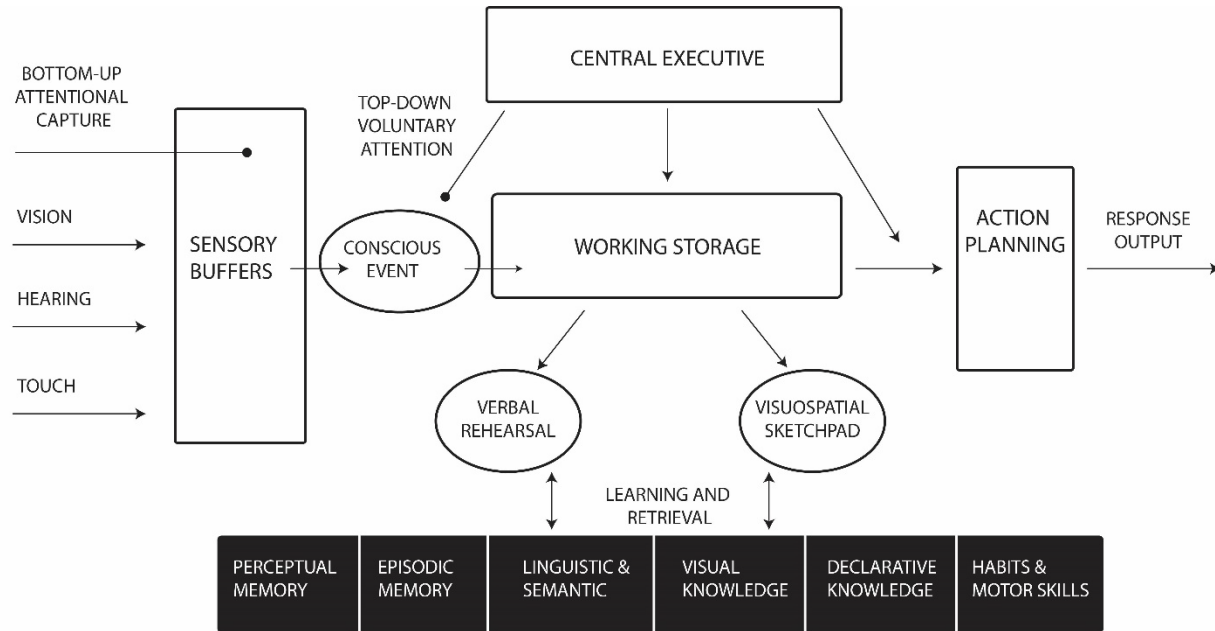 CENTRAL EXECUTIVE
BOTTOM-UP
ATTENTIONAL
CAPTURE
TOP-DOWN
VOLUNTARY
ATTENTION
VISION
HEARING
TOUCH
SENSORY
BUFFERS
CONSCIOUS
EVENT
WORKING STORAGE
ACTION
PLANNING
RESPONSE
OUTPUT
VERBAL
REHEARSAL
VISUOSPATIAL
SKETCHPAD
LEARNING AND
RETRIEVAL
PERCEPTUAL
MEMORY
EPISODIC
MEMORY
LINGUISTIC &
SEMANTIC
VISUAL
KNOWLEDGE
DECLARATIVE
KNOWLEDGE
HABITS &
MOTOR SKILLS